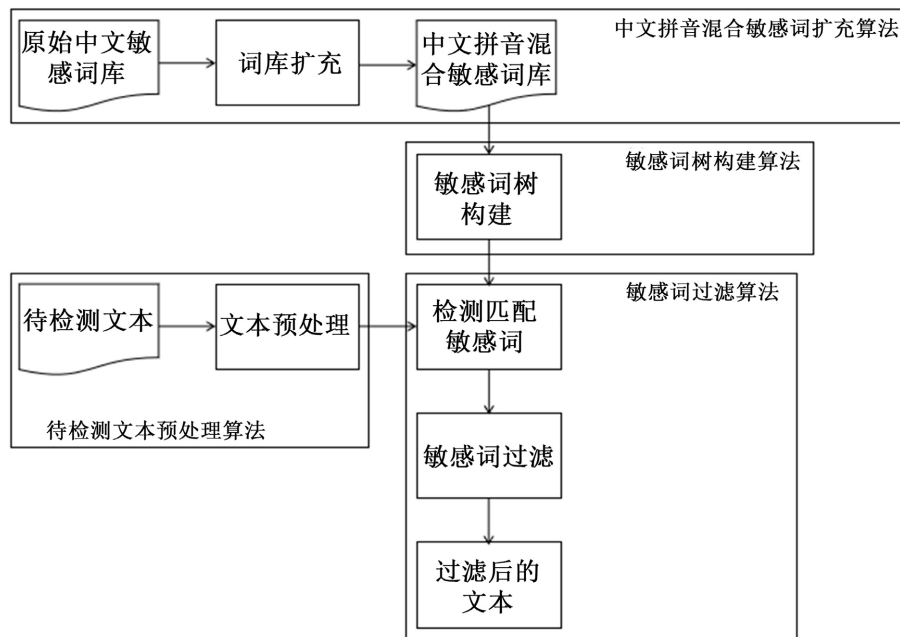 中文拼音混合敏感词扩充算法
原始中文敏
感词库
词库扩充
中文拼音混
合敏感词库
敏感词树构建算法
敏感词树
构建
待检测文本
文本预处理
待检测文本预处理算法
敏感词过滤算法
检测匹配
敏感词
敏感词过滤
过滤后的
文本